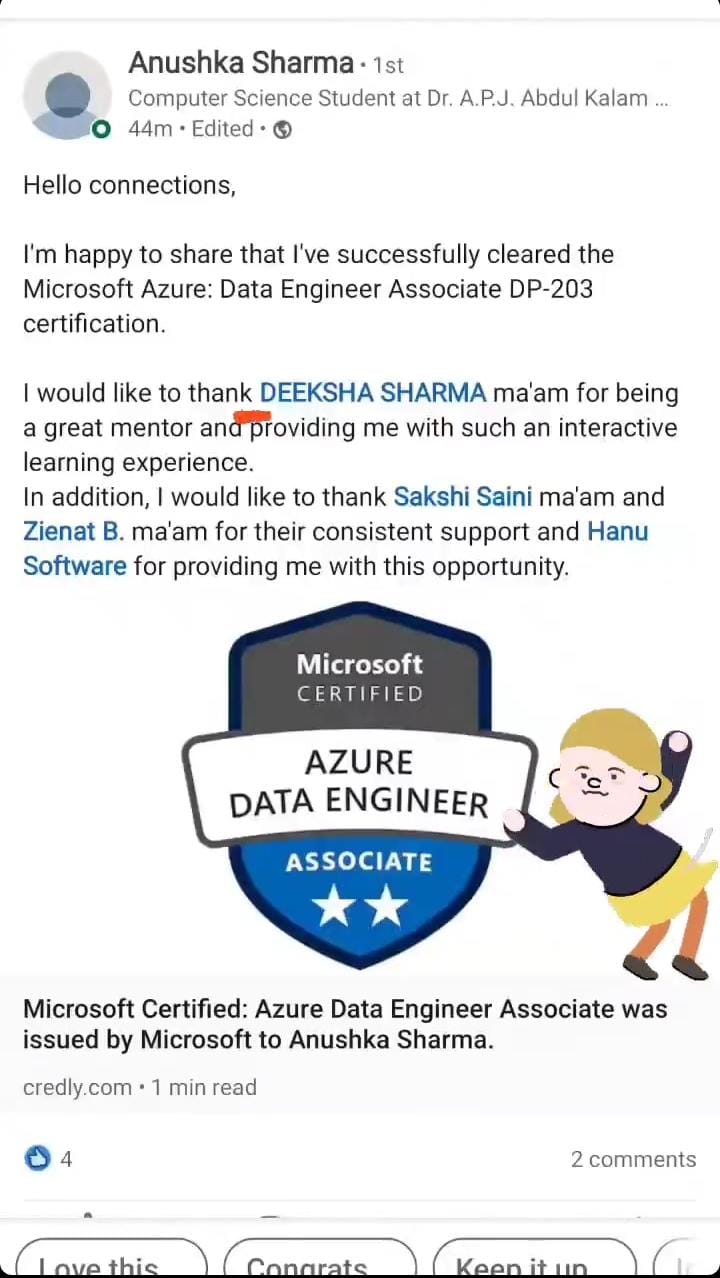 Anushka Sharma • 1st
Computer Science Student at Dr. A.P.J. Abdul Kalam ...
44m • Edited •
Hello connections,
I'm happy to share that I've successfully cleared the
Microsoft Azure: Data Engineer Associate DP-203
certification.
I would like to thank DEEKSHA SHARMA ma'am for being
a great mentor and providing me with such an interactive
learning experience.
In addition, I would like to thank Sakshi Saini ma'am and
Zienat B. ma'am for their consistent support and Hanu
Software for providing me with this opportunity.
Microsoft
CERTIFIED
AZURE
DATA ENGINEER
ASSOCIATE
Microsoft Certified: Azure Data Engineer Associate was
issued by Microsoft to Anushka Sharma.
credly.com • 1 min read
4 2 comments
Love this Congrats Keep it up